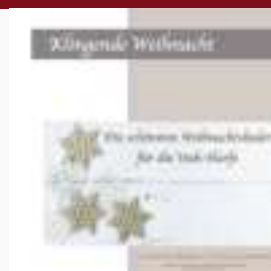 Klingende Weihnacht
Die schönsten Weihnachtslieder
für die Veeh-Harfe